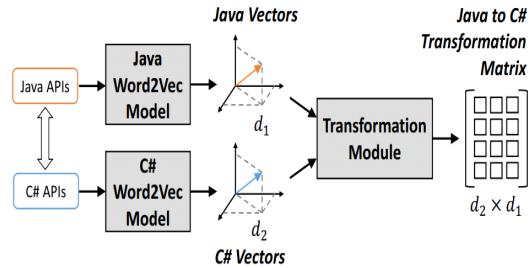 Java Vectors
Java to C#
Transformation
Matrix
Java APIs
Java
Word2Vec
Model
d₁
Transformation
Module
C# APIs
C#
Word2Vec
Model
d₂
d₂ × d₁
C# Vectors